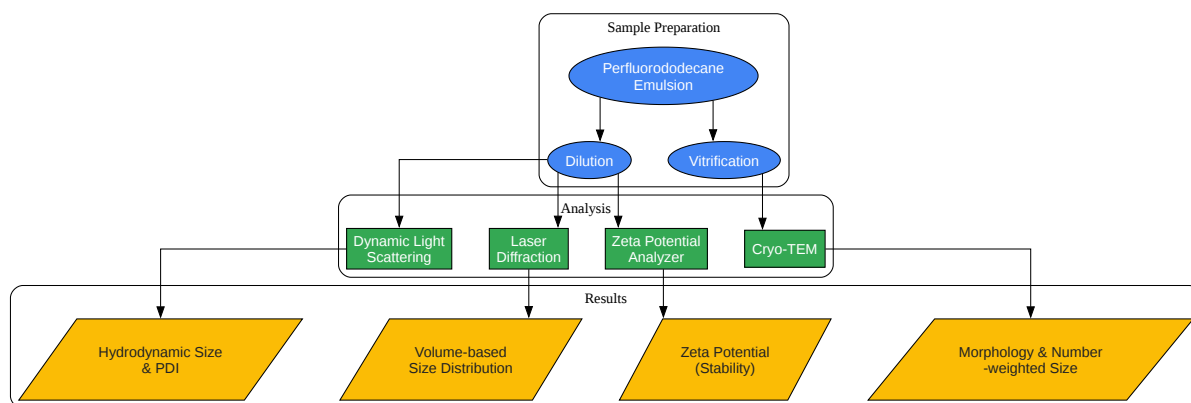 Sample Preparation
Perfluorododecane
Emulsion
Dilution
Vitrification
Analysis
Dynamic Light
Scattering
Laser
Diffraction
Zeta Potential
Analyzer
Cryo-TEM
Results
Hydrodynamic Size
& PDI
Volume-based
Size Distribution
Zeta Potential
(Stability)
Morphology & Number
-weighted Size